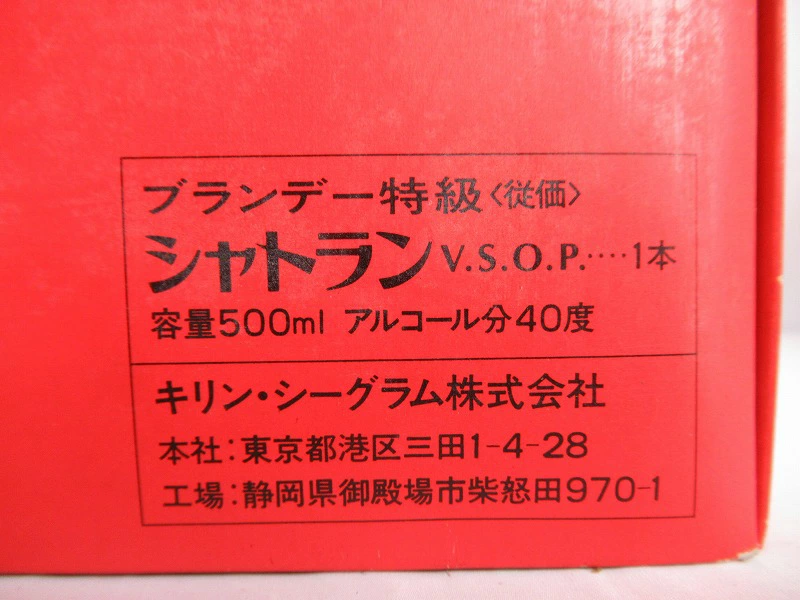 ブランデー特級〈従価〉
シャトラン V.S.O.P.････1本
容量500ml アルコール分40度
キリン・シーグラム株式会社
本社：東京都港区三田1-4-28
工場：静岡県御殿場市柴怒田970-1